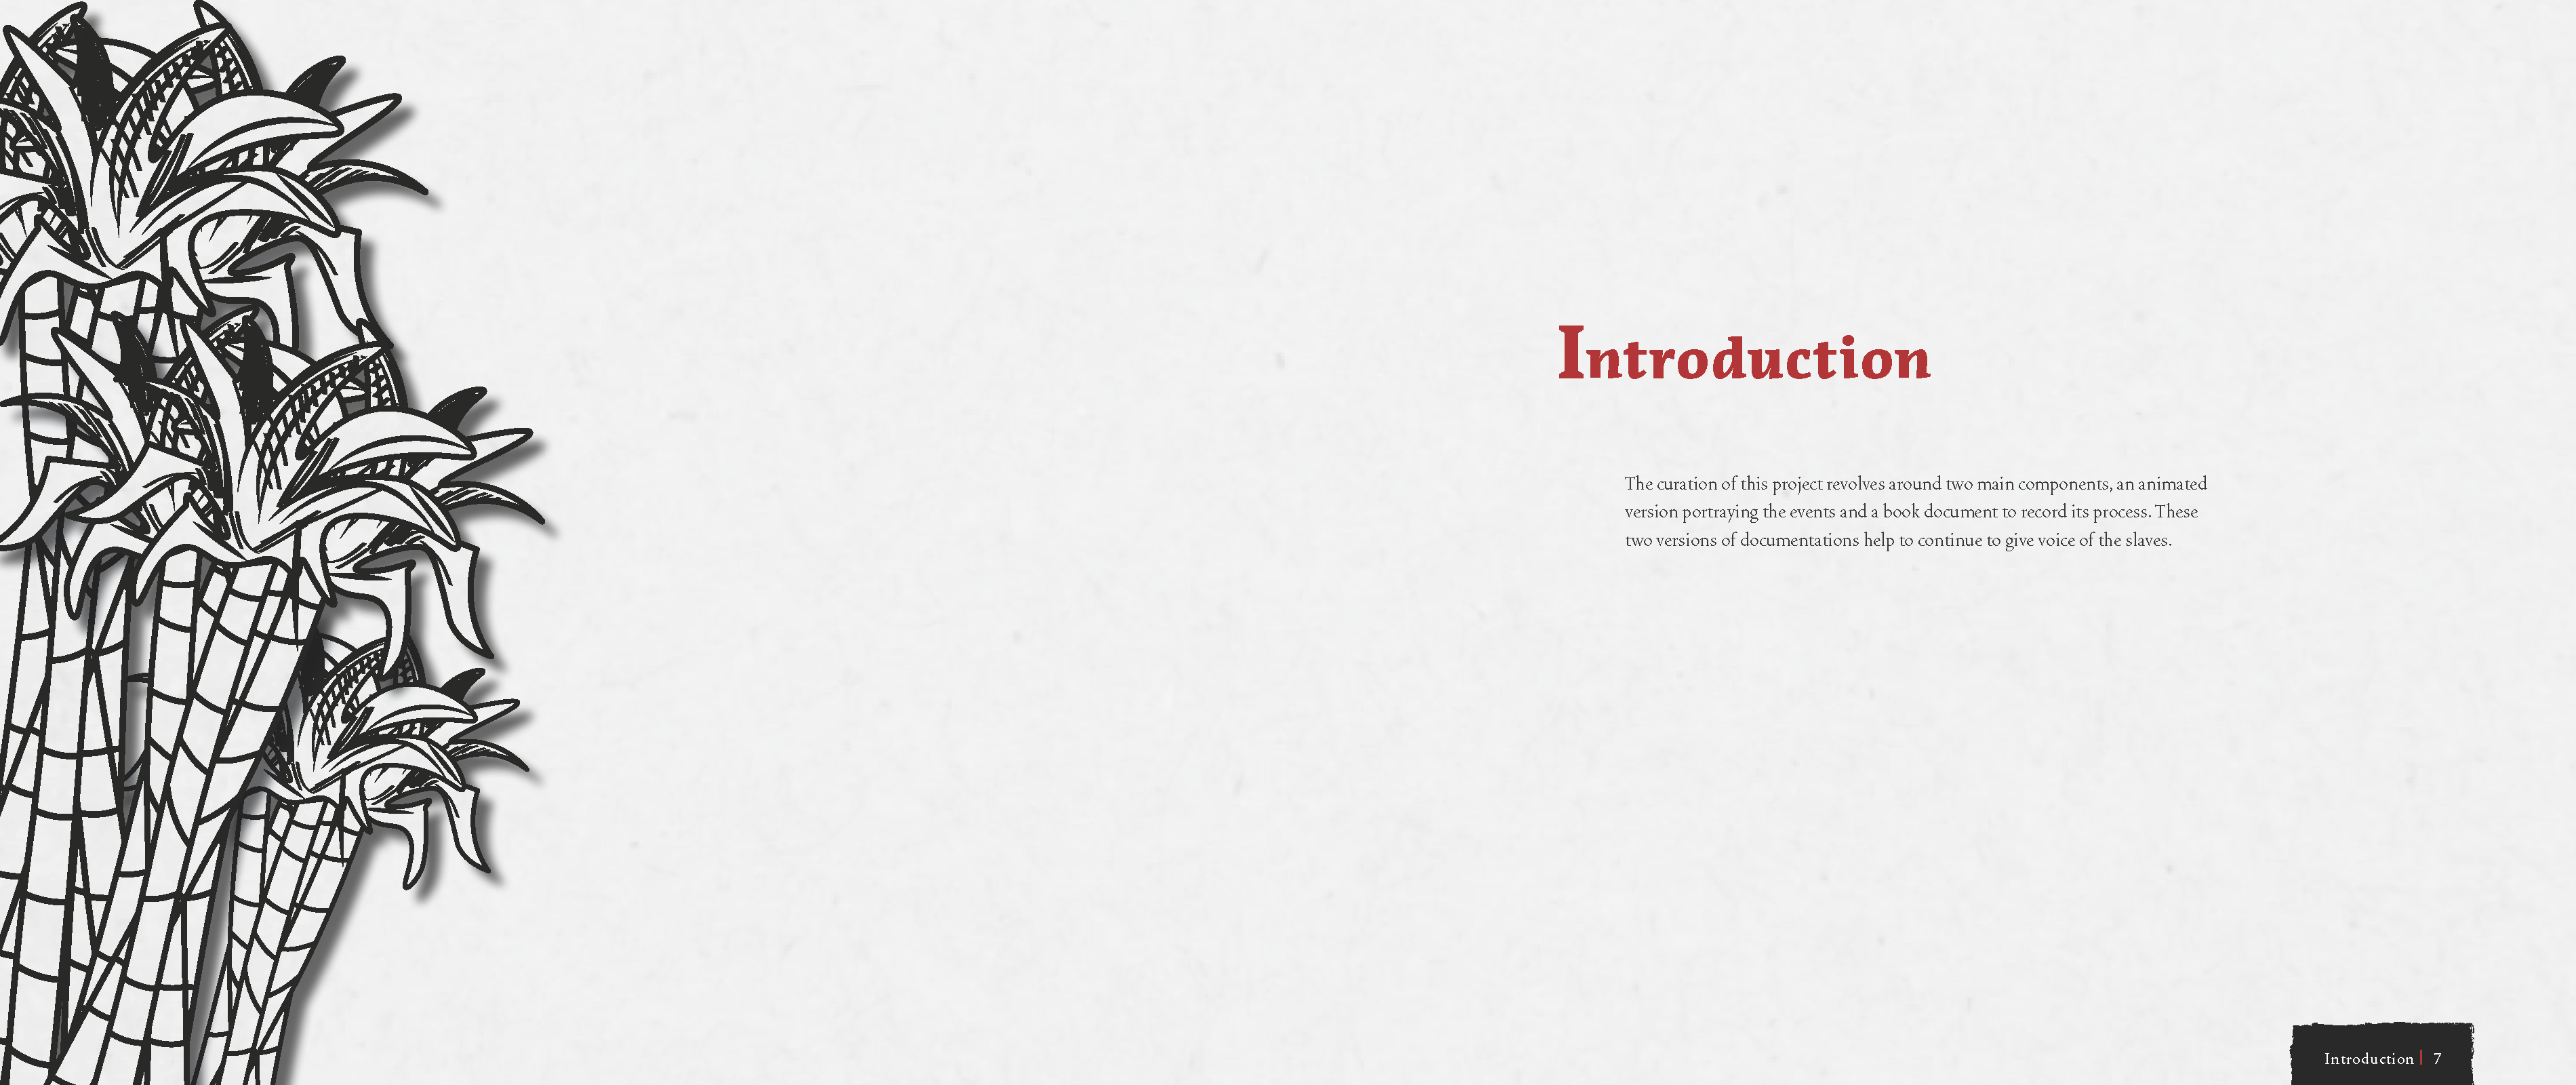 Introduction
The curation of this project revolves around two main components, an animated
version portraying the events and a book document to record its process. These
two versions of documentations help to continue to give voice of the slaves.
Introduction | 7